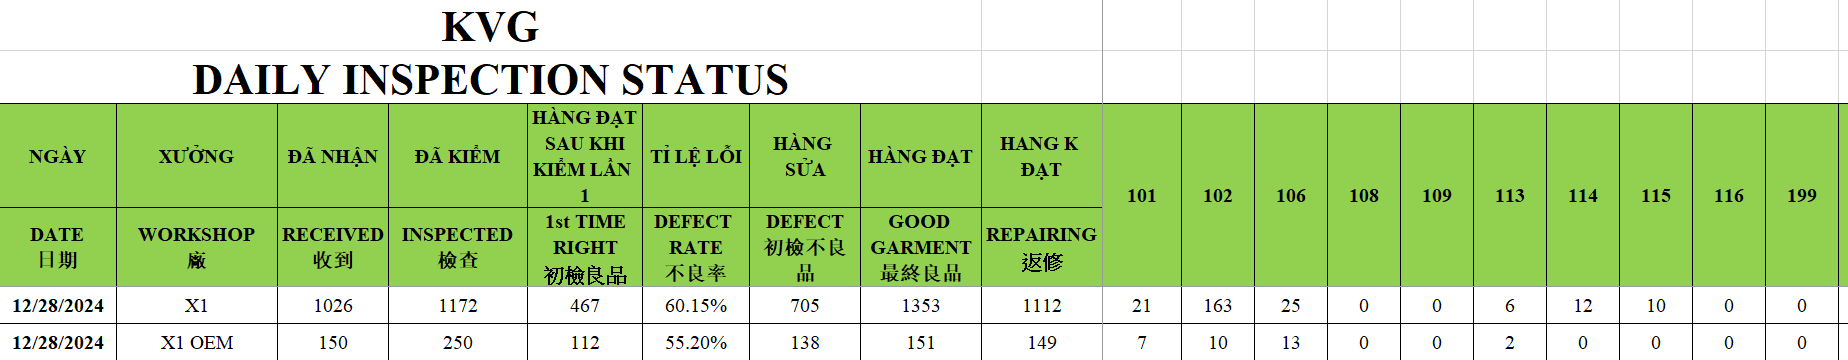 KVG
DAILY INSPECTION STATUS
NGÀY XƯỞNG ĐÃ NHẬN ĐÃ KIỂM HÀNG ĐẠT SAU KHI KIỂM LẦN 1 TỈ LỆ LỖI HÀNG SỬA HÀNG ĐẠT HANG K ĐẠT 101 102 106 108 109 113 114 115 116 199
DATE 日期 WORKSHOP 廠 RECEIVED 收到 INSPECTED 檢查 1st TIME RIGHT 初檢良品 DEFECT RATE 不良率 DEFECT 初檢不良品 GOOD GARMENT 最終良品 REPAIRING 返修
12/28/2024 X1 1026 1172 467 60.15% 705 1353 1112 21 163 25 0 0 6 12 10 0 0
12/28/2024 X1 OEM 150 250 112 55.20% 138 151 149 7 10 13 0 0 2 0 0 0 0